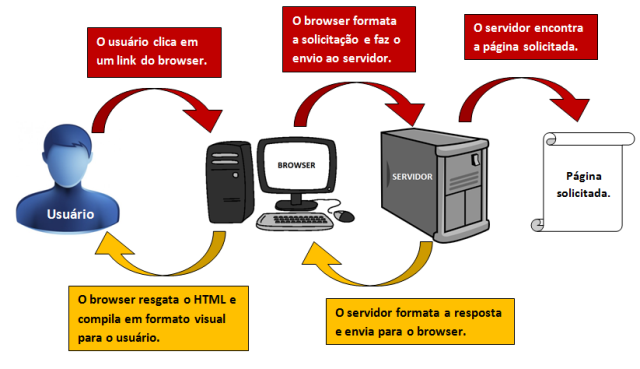 O usuário clica em
um link do browser.
O browser formata
a solicitação e faz o
envio ao servidor.
O servidor encontra
a página solicitada.
Usuário
BROWSER
SERVIDOR
Página
solicitada.
O browser resgata o HTML e
compila em formato visual
para o usuário.
O servidor formata a resposta
e envia para o browser.